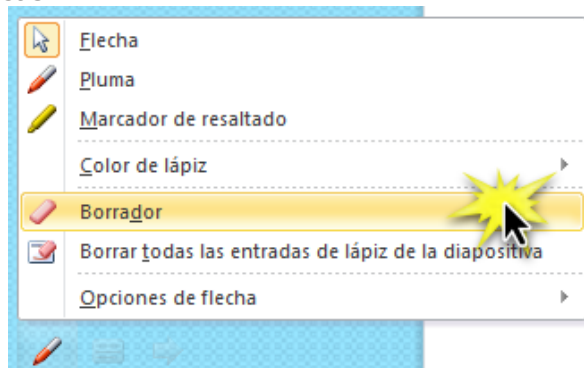 Flecha
Pluma
Marcador de resaltado
Color de lápiz
Borrador
Borrar todas las entradas de lápiz de la diapositiva
Opciones de flecha